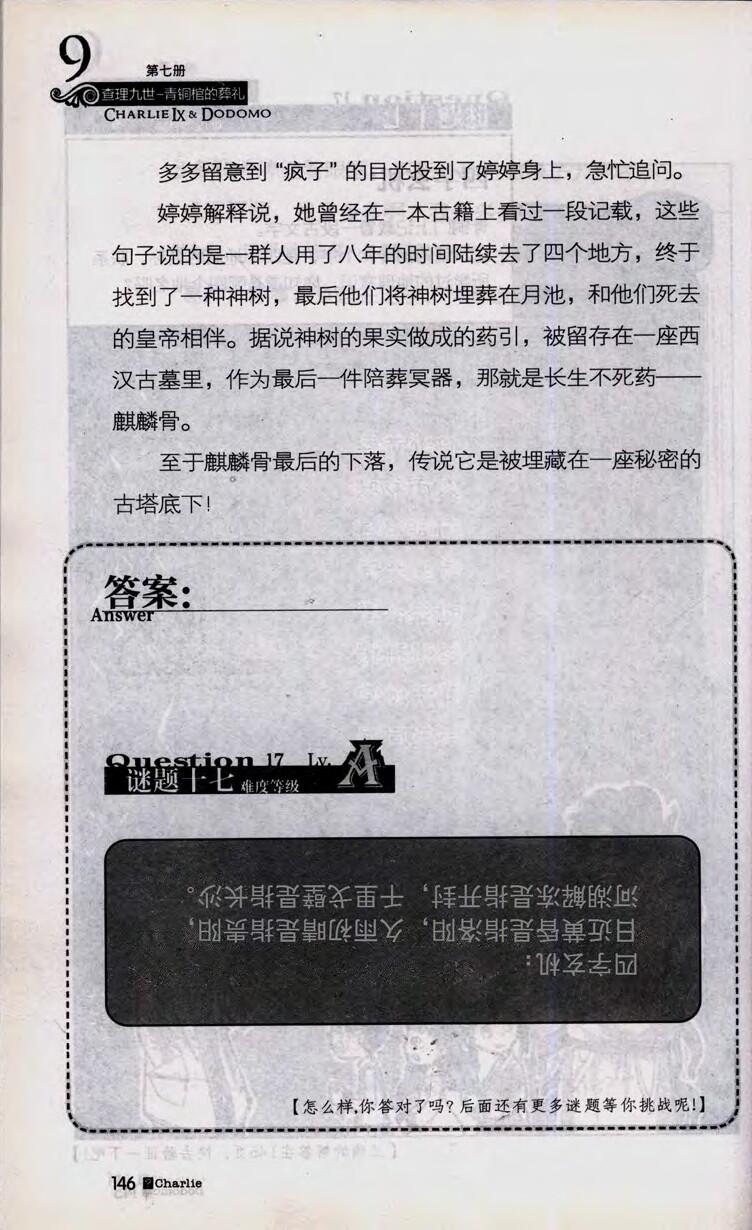 9
第七册
查理九世-青铜棺的葬礼
CHARLIE IX & DODOMO
多多留意到“疯子”的目光投到了婷婷身上，急忙追问。
婷婷解释说，她曾经在一本古籍上看过一段记载，这些
句子说的是一群人用了八年的时间陆续去了四个地方，终于
找到了一种神树，最后他们将神树埋葬在月池，和他们死去
的皇帝相伴。据说神树的果实做成的药引，被留存在一座西
汉古墓里，作为最后一件陪葬冥器，那就是长生不死药——
麒麟骨。
至于麒麟骨最后的下落，传说它是被埋藏在一座秘密的
古塔底下！
答案：
Answer
Question 17 Lv. A
谜题十七 难度等级
四字玄机：
日近黄昏是指洛阳，久雨初晴是指贵阳，
河湖解冻是指开封，千里戈壁是指长沙。
【怎么样，你答对了吗？后面还有更多谜题等你挑战呢！】
146 Charlie